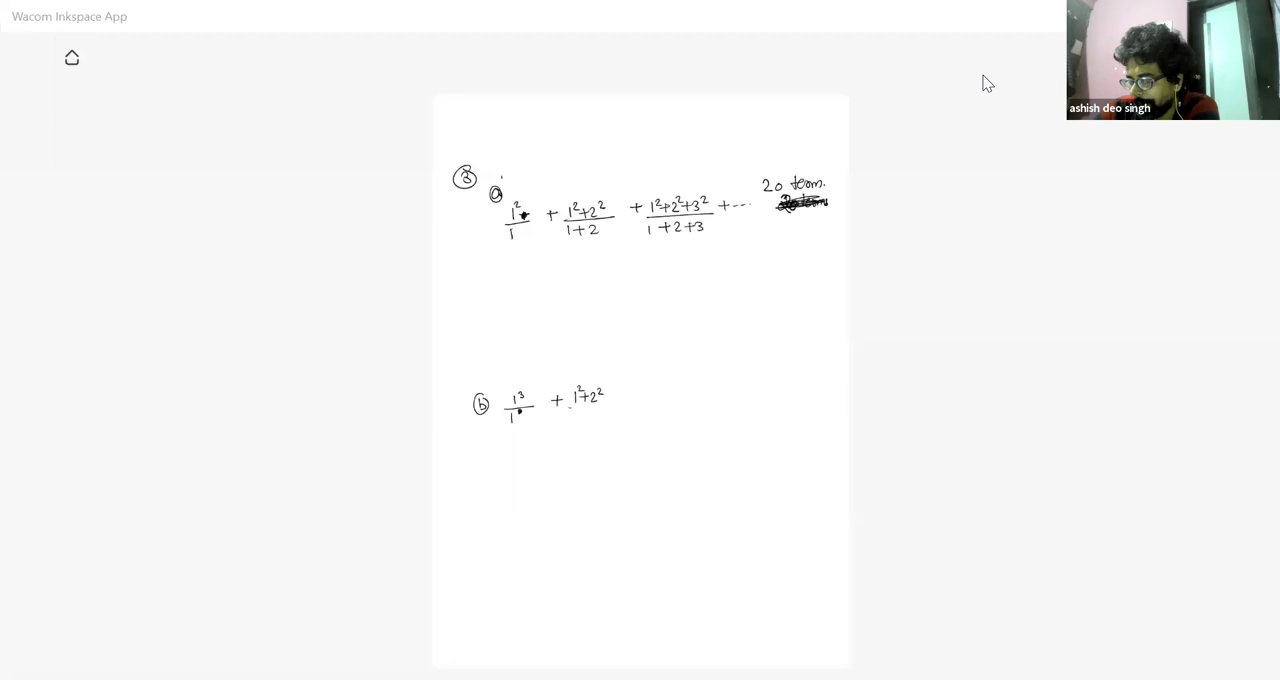 Wacom Inkspace App
ashish deo singh
3
a 1²/1 + 1²+2²/1+2 + 1²+2²+3²/1+2+3 + --- 20 term.
b 1³/1 + 1²+2²